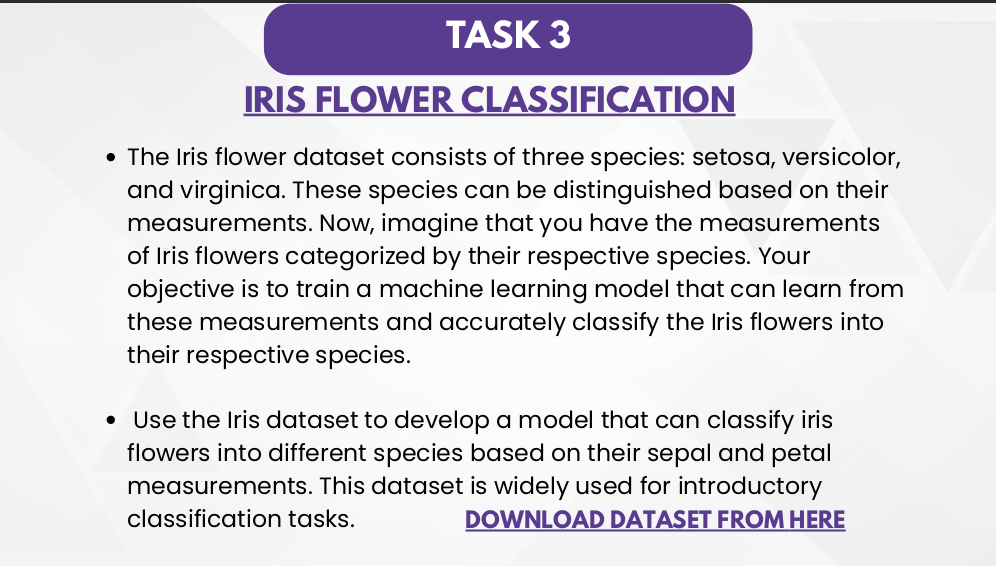 TASK 3
IRIS FLOWER CLASSIFICATION
• The Iris flower dataset consists of three species: setosa, versicolor,
and virginica. These species can be distinguished based on their
measurements. Now, imagine that you have the measurements
of Iris flowers categorized by their respective species. Your
objective is to train a machine learning model that can learn from
these measurements and accurately classify the Iris flowers into
their respective species.
• Use the Iris dataset to develop a model that can classify iris
flowers into different species based on their sepal and petal
measurements. This dataset is widely used for introductory
classification tasks. DOWNLOAD DATASET FROM HERE